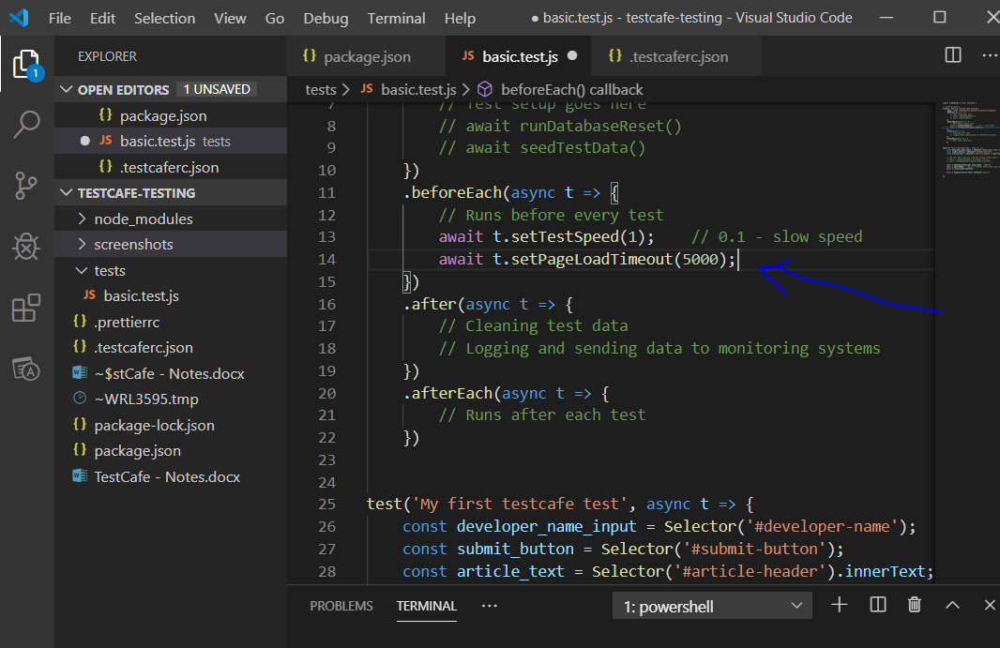 File Edit Selection View Go Debug Terminal Help ● basic.test.js - testcafe-testing - Visual Studio Code
EXPLORER
OPEN EDITORS 1 UNSAVED
{} package.json
● JS basic.test.js tests
{} .testcaferc.json
TESTCAFE-TESTING
node_modules
screenshots
tests
JS basic.test.js
{} .prettierrc
{} .testcaferc.json
~$stCafe - Notes.docx
~WRL3595.tmp
{} package-lock.json
{} package.json
TestCafe - Notes.docx
1
{} package.json JS basic.test.js ● {} .testcaferc.json
tests > JS basic.test.js > beforeEach() callback
7 // Test setup goes here
8 // await runDatabaseReset()
9 // await seedTestData()
10 })
11 .beforeEach(async t => {
12 // Runs before every test
13 await t.setTestSpeed(1); // 0.1 - slow speed
14 await t.setPageLoadTimeout(5000);
15 })
16 .after(async t => {
17 // Cleaning test data
18 // Logging and sending data to monitoring systems
19 })
20 .afterEach(async t => {
21 // Runs after each test
22 })
23
24
25 test('My first testcafe test', async t => {
26 const developer_name_input = Selector('#developer-name');
27 const submit_button = Selector('#submit-button');
28 const article_text = Selector('#article-header').innerText;
PROBLEMS TERMINAL ··· 1: powershell